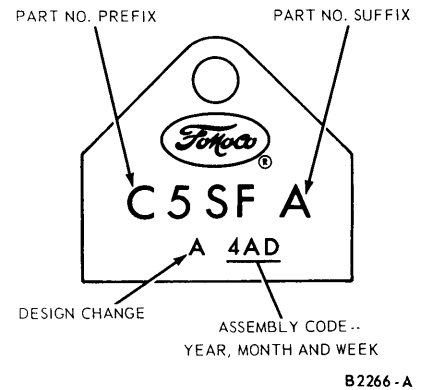 PART NO. PREFIX PART NO. SUFFIX
FoMoCo
®
C5SF A
A 4AD
DESIGN CHANGE
ASSEMBLY CODE--
YEAR, MONTH AND WEEK
B2266-A